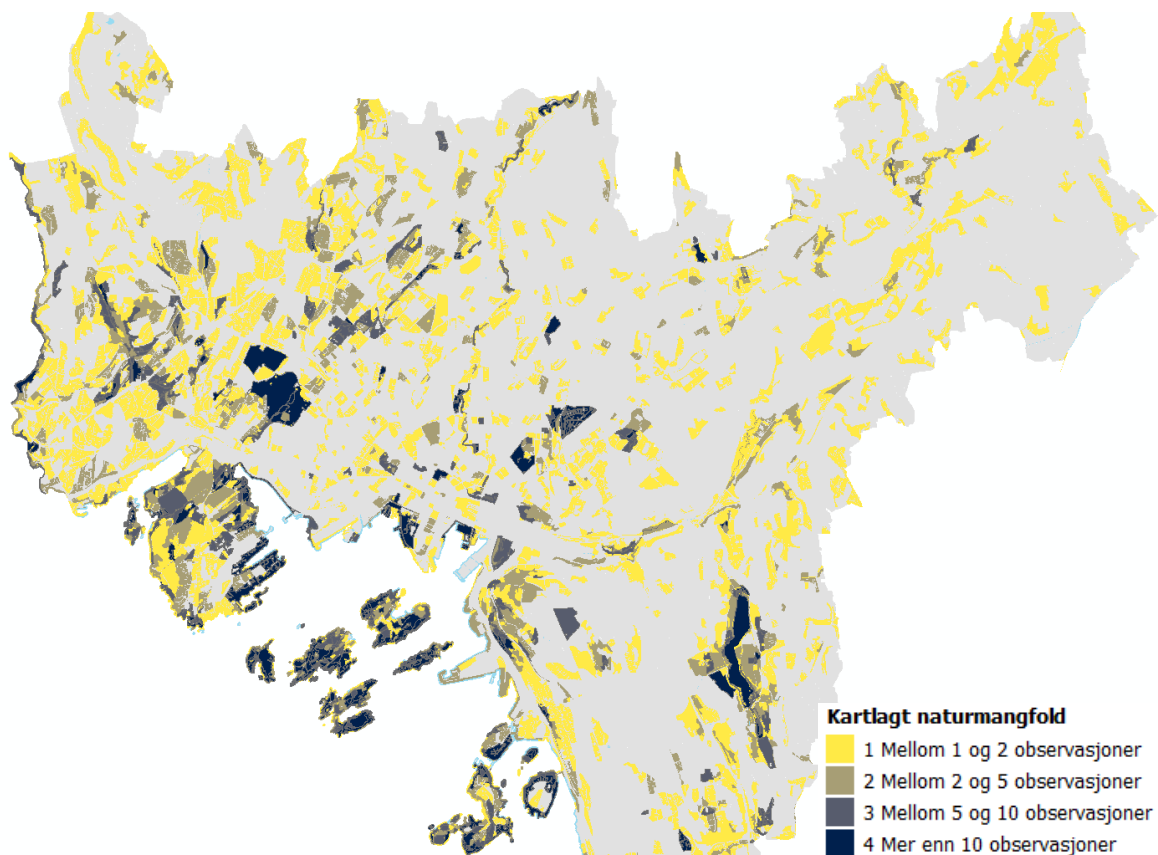 Kartlagt naturmangfold
1 Mellom 1 og 2 observasjoner
2 Mellom 2 og 5 observasjoner
3 Mellom 5 og 10 observasjoner
4 Mer enn 10 observasjoner